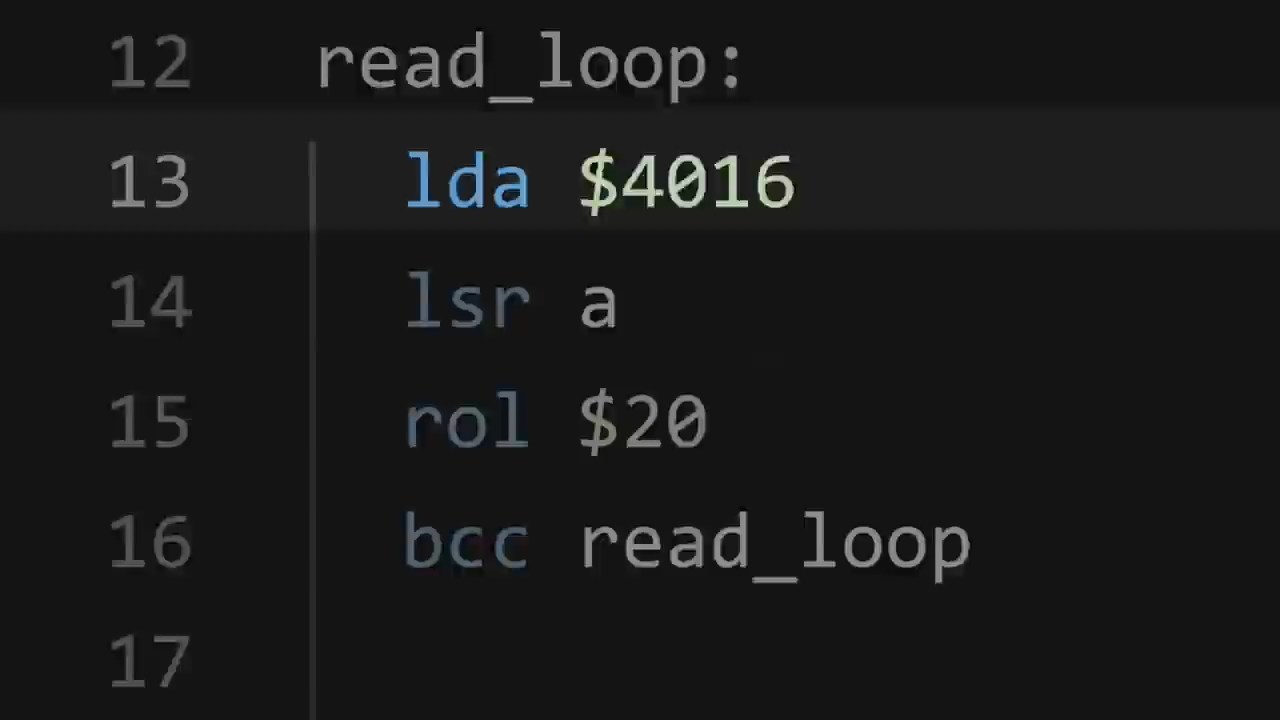 12 read_loop:
13 lda $4016
14 lsr a
15 rol $20
16 bcc read_loop
17